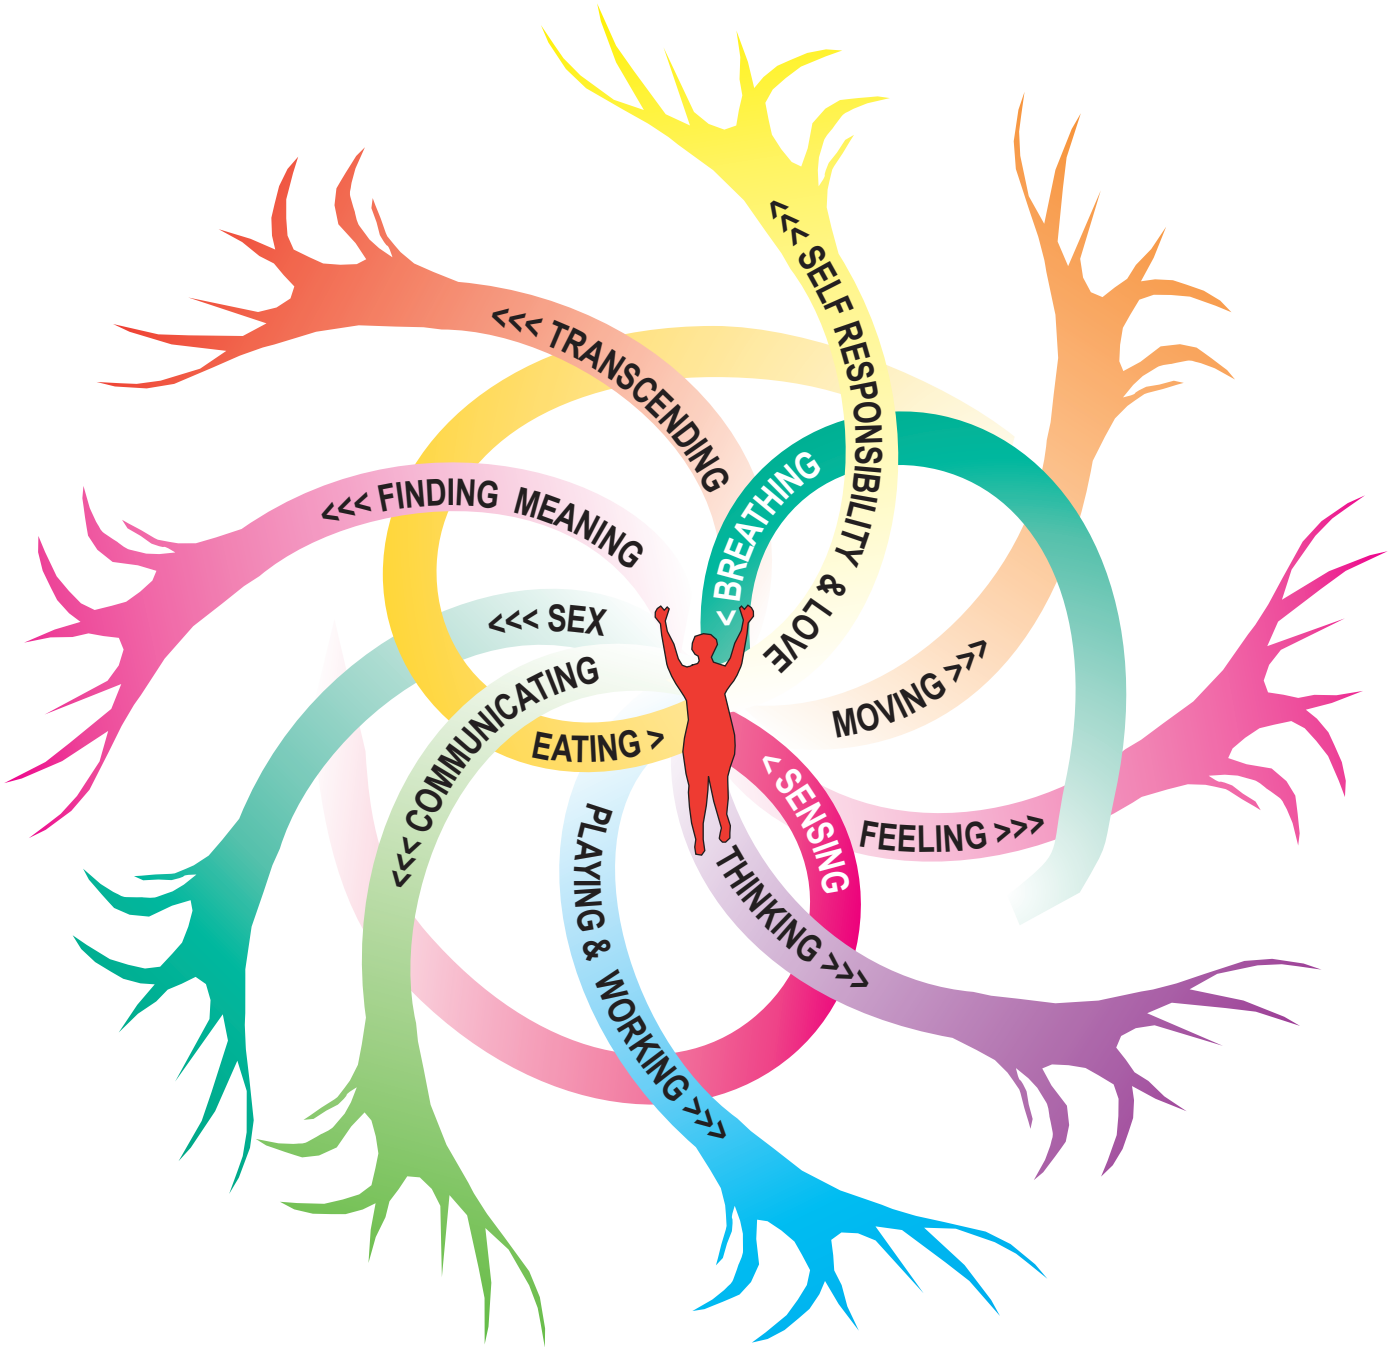 <<< SELF RESPONSIBILITY & LOVE
<<< TRANSCENDING
< BREATHING
<<< FINDING MEANING
<<< SEX
MOVING >>>
<<< COMMUNICATING
EATING >
< SENSING
FEELING >>>
PLAYING & WORKING >>>
THINKING >>>